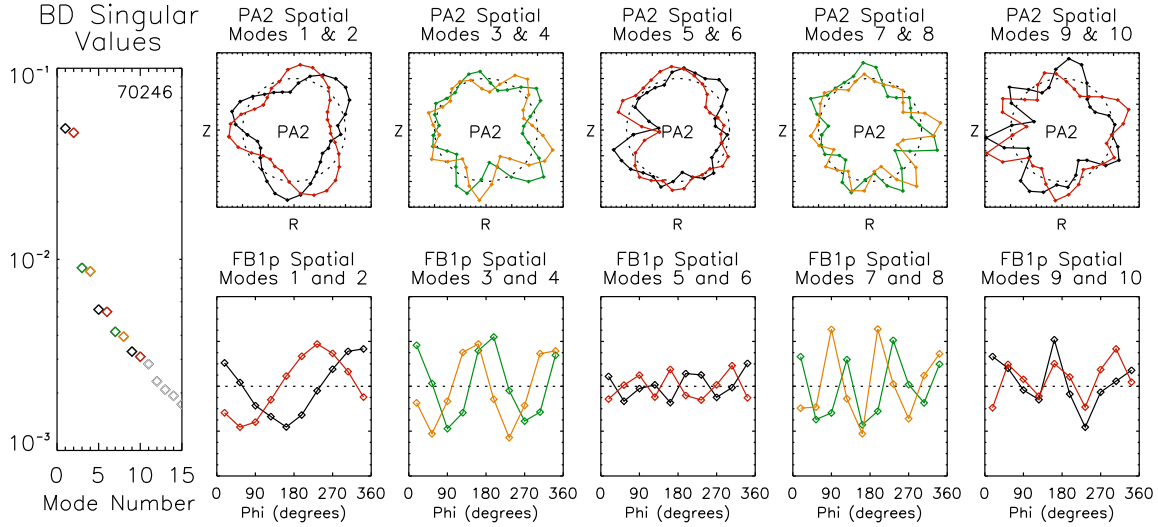 BD Singular
Values
10^-1
10^-2
10^-3
70246
0 5 10 15
Mode Number
PA2 Spatial
Modes 1 & 2
Z
PA2
R
PA2 Spatial
Modes 3 & 4
Z
PA2
R
PA2 Spatial
Modes 5 & 6
Z
PA2
R
PA2 Spatial
Modes 7 & 8
Z
PA2
R
PA2 Spatial
Modes 9 & 10
Z
PA2
R
FB1p Spatial
Modes 1 and 2
0 90 180 270 360
Phi (degrees)
FB1p Spatial
Modes 3 and 4
0 90 180 270 360
Phi (degrees)
FB1p Spatial
Modes 5 and 6
0 90 180 270 360
Phi (degrees)
FB1p Spatial
Modes 7 and 8
0 90 180 270 360
Phi (degrees)
FB1p Spatial
Modes 9 and 10
0 90 180 270 360
Phi (degrees)